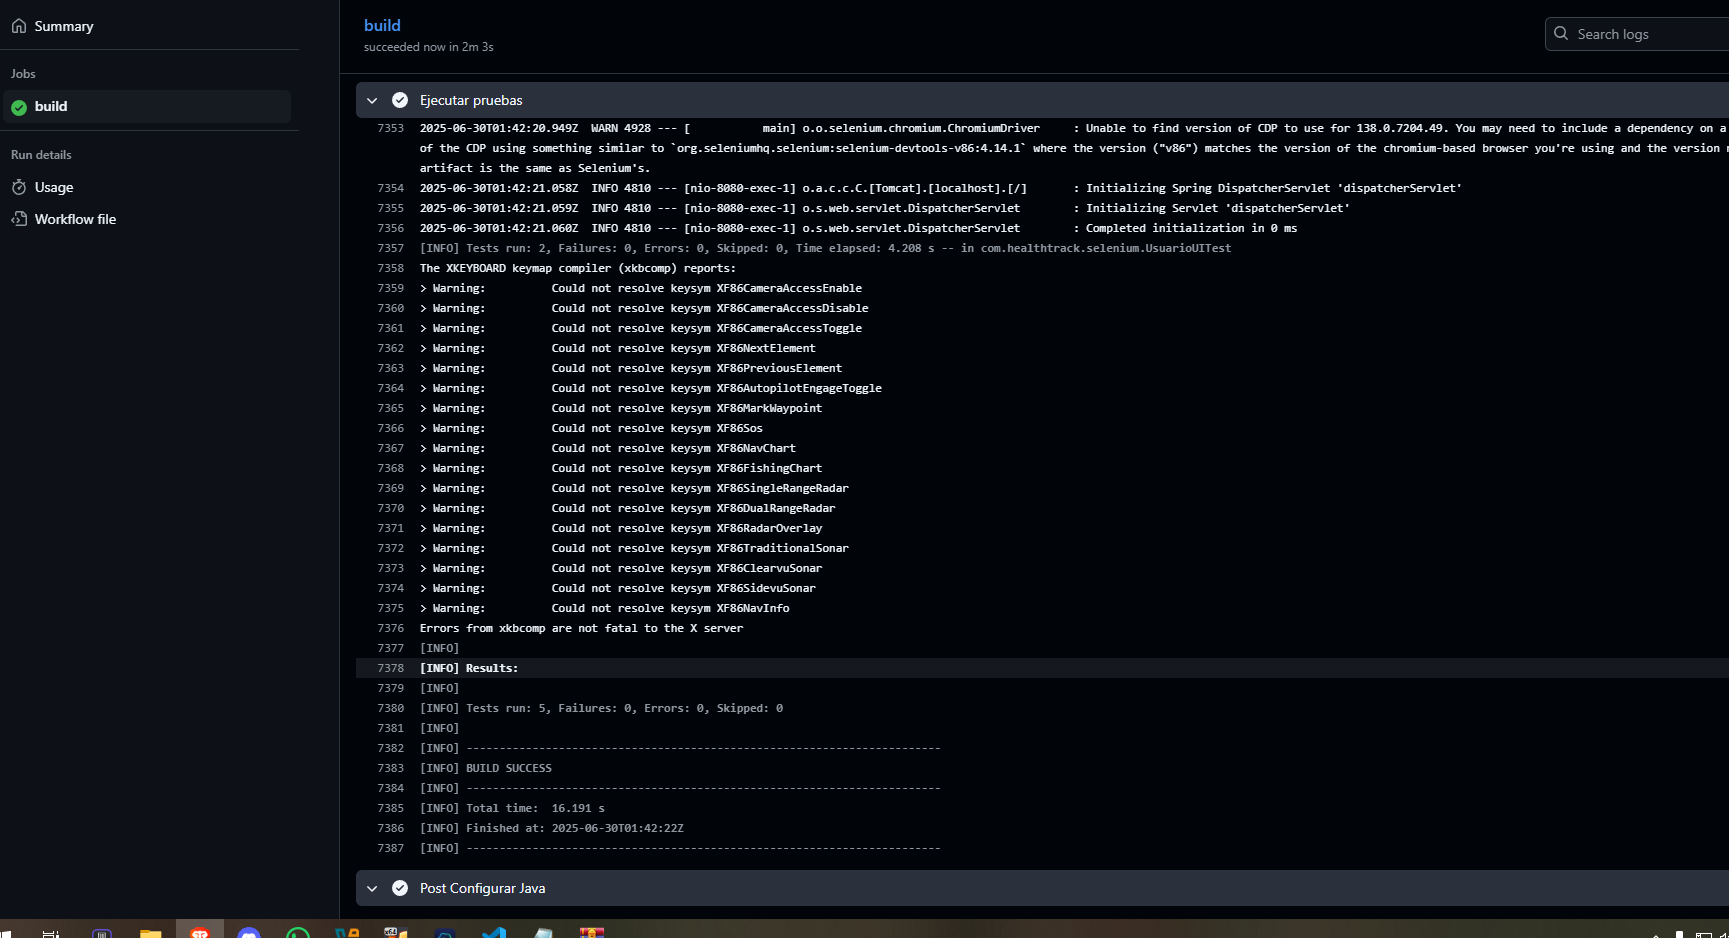 Summary
Jobs
build
Run details
Usage
Workflow file
build
succeeded now in 2m 3s
Search logs
Ejecutar pruebas
7353 2025-06-30T01:42:20.949Z  WARN 4928 --- [           main] o.o.selenium.chromium.ChromiumDriver     : Unable to find version of CDP to use for 138.0.7204.49. You may need to include a dependency on a
of the CDP using something similar to `org.seleniumhq.selenium:selenium-devtools-v86:4.14.1` where the version ("v86") matches the version of the chromium-based browser you're using and the version
artifact is the same as Selenium's.
7354 2025-06-30T01:42:21.058Z  INFO 4810 --- [nio-8080-exec-1] o.a.c.c.C.[Tomcat].[localhost].[/]       : Initializing Spring DispatcherServlet 'dispatcherServlet'
7355 2025-06-30T01:42:21.059Z  INFO 4810 --- [nio-8080-exec-1] o.s.web.servlet.DispatcherServlet        : Initializing Servlet 'dispatcherServlet'
7356 2025-06-30T01:42:21.060Z  INFO 4810 --- [nio-8080-exec-1] o.s.web.servlet.DispatcherServlet        : Completed initialization in 0 ms
7357 [INFO] Tests run: 2, Failures: 0, Errors: 0, Skipped: 0, Time elapsed: 4.208 s -- in com.healthtrack.selenium.UsuarioUITest
7358 The XKEYBOARD keymap compiler (xkbcomp) reports:
7359 > Warning:          Could not resolve keysym XF86CameraAccessEnable
7360 > Warning:          Could not resolve keysym XF86CameraAccessDisable
7361 > Warning:          Could not resolve keysym XF86CameraAccessToggle
7362 > Warning:          Could not resolve keysym XF86NextElement
7363 > Warning:          Could not resolve keysym XF86PreviousElement
7364 > Warning:          Could not resolve keysym XF86AutopilotEngageToggle
7365 > Warning:          Could not resolve keysym XF86MarkWaypoint
7366 > Warning:          Could not resolve keysym XF86Sos
7367 > Warning:          Could not resolve keysym XF86NavChart
7368 > Warning:          Could not resolve keysym XF86FishingChart
7369 > Warning:          Could not resolve keysym XF86SingleRangeRadar
7370 > Warning:          Could not resolve keysym XF86DualRangeRadar
7371 > Warning:          Could not resolve keysym XF86RadarOverlay
7372 > Warning:          Could not resolve keysym XF86TraditionalSonar
7373 > Warning:          Could not resolve keysym XF86ClearvuSonar
7374 > Warning:          Could not resolve keysym XF86SidevuSonar
7375 > Warning:          Could not resolve keysym XF86NavInfo
7376 Errors from xkbcomp are not fatal to the X server
7377 [INFO]
7378 [INFO] Results:
7379 [INFO]
7380 [INFO] Tests run: 5, Failures: 0, Errors: 0, Skipped: 0
7381 [INFO]
7382 [INFO] ------------------------------------------------------------------------
7383 [INFO] BUILD SUCCESS
7384 [INFO] ------------------------------------------------------------------------
7385 [INFO] Total time:  16.191 s
7386 [INFO] Finished at: 2025-06-30T01:42:22Z
7387 [INFO] ------------------------------------------------------------------------
Post Configurar Java